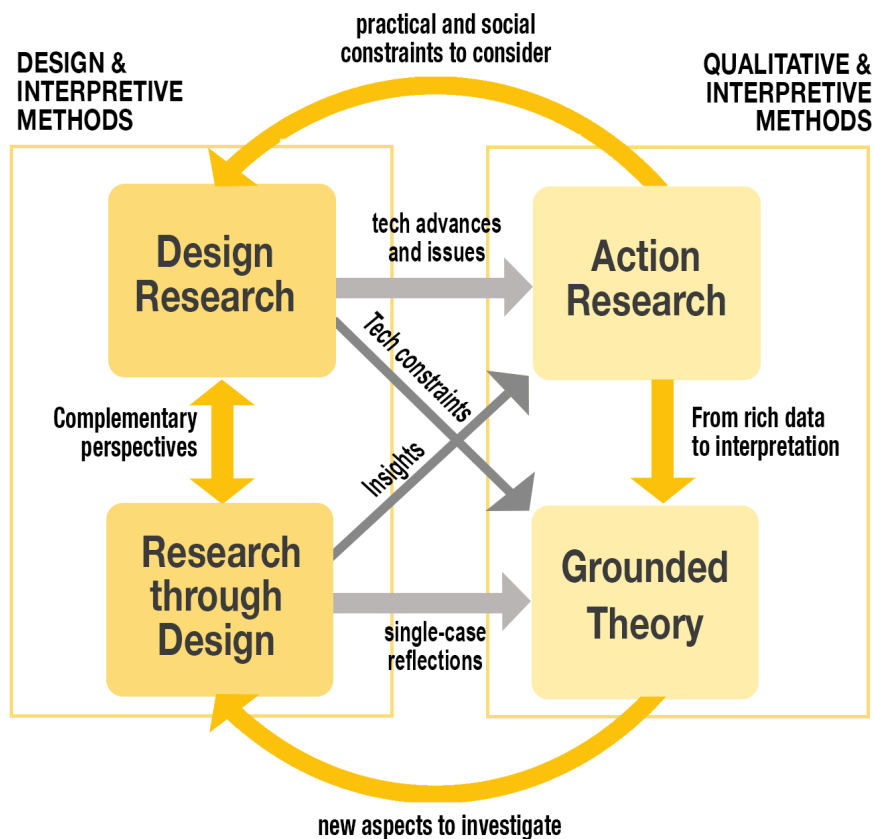 practical and social
constraints to consider
DESIGN &
INTERPRETIVE
METHODS
QUALITATIVE &
INTERPRETIVE
METHODS
Design
Research
tech advances
and issues
Action
Research
Tech constraints
Complementary
perspectives
Insights
From rich data
to interpretation
Research
through
Design
single-case
reflections
Grounded
Theory
new aspects to investigate